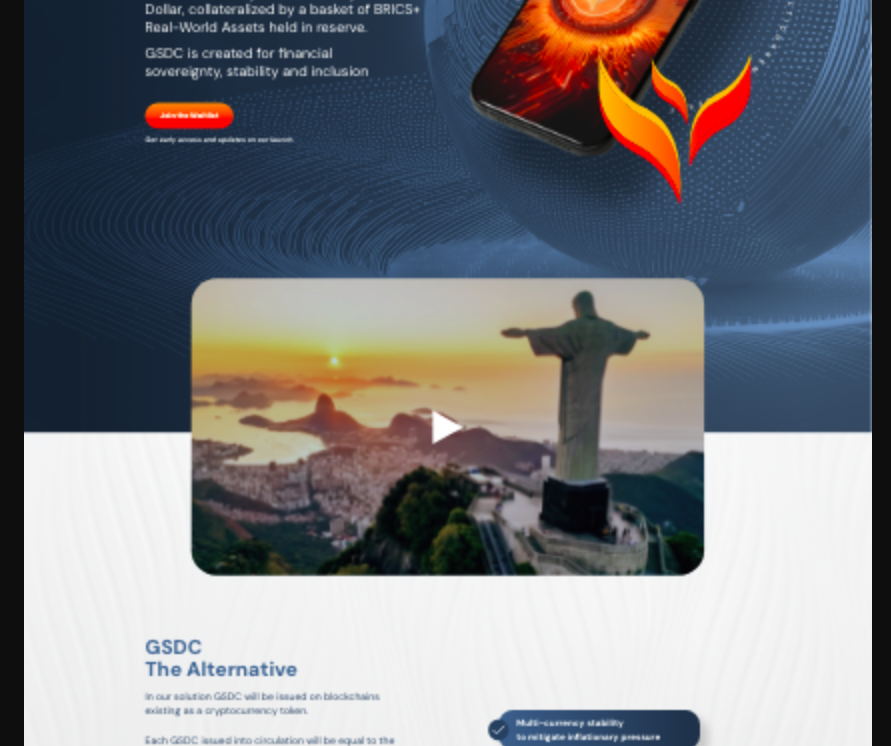 Dollar, collateralized by a basket of BRICS+
Real-World Assets held in reserve.
GSDC is created for financial
sovereignty, stability and inclusion
Join the Waitlist
Get early access and updates on our launch
GSDC
The Alternative
In our solution GSDC will be issued on blockchains
existing as a cryptocurrency token.
Each GSDC issued into circulation will be equal to the
Multi-currency stability
to mitigate inflationary pressure